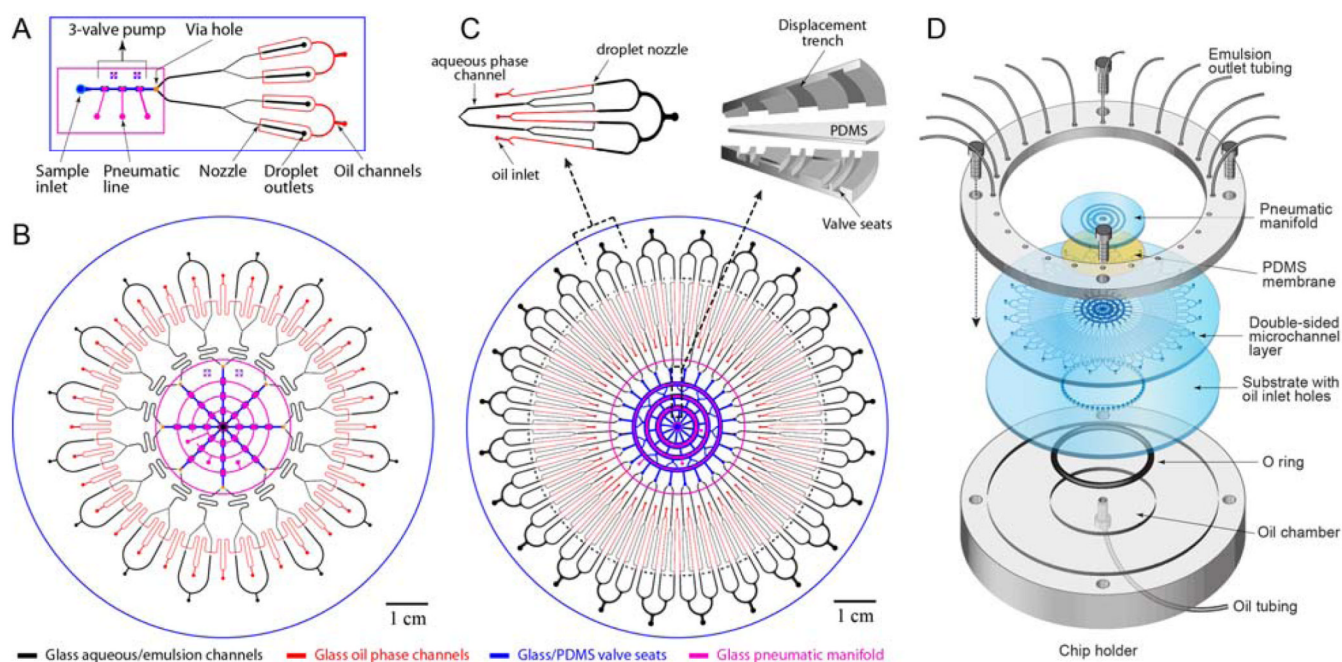 A
3-valve pump
Via hole
Sample
inlet
Pneumatic
line
Nozzle
Droplet
outlets
Oil channels
C
aqueous phase
channel
droplet nozzle
oil inlet
Displacement
trench
PDMS
Valve seats
D
Emulsion
outlet tubing
Pneumatic
manifold
PDMS
membrane
Double-sided
microchannel
layer
Substrate with
oil inlet holes
O ring
Oil chamber
Oil tubing
Chip holder
B
1 cm
1 cm
Glass aqueous/emulsion channels
Glass oil phase channels
Glass/PDMS valve seats
Glass pneumatic manifold